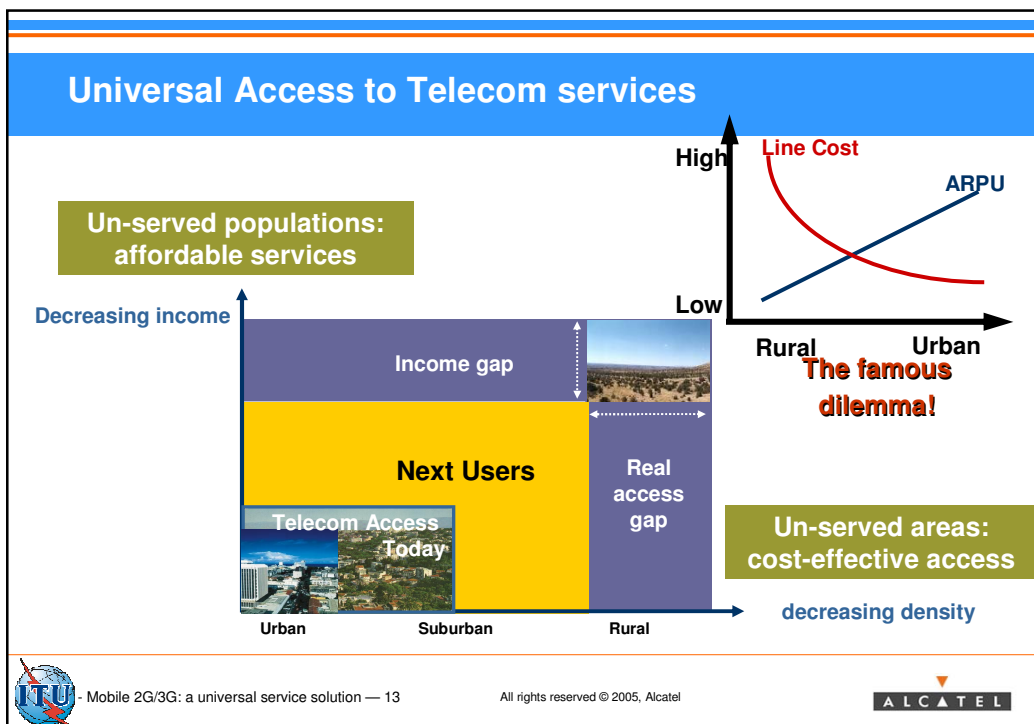 Universal Access to Telecom services
High
Line Cost
ARPU
Low
Rural
Urban
The famous
dilemma!
Un-served populations:
affordable services
Decreasing income
Income gap
Next Users
Real
access
gap
Telecom Access
Today
Un-served areas:
cost-effective access
decreasing density
Urban
Suburban
Rural
ITU
- Mobile 2G/3G: a universal service solution — 13
All rights reserved © 2005, Alcatel
ALCATEL